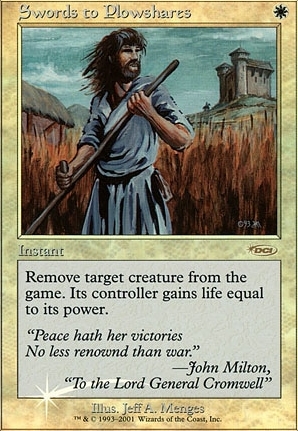 Swords to Plowshares
Instant
DCI
Remove target creature from the
game. Its controller gains life equal
to its power.
“Peace hath her victories
No less renownd than war.”
—John Milton,
“To the Lord General Cromwell”
Illus. Jeff A. Menges
™ & © 1993–2001 Wizards of the Coast, Inc.